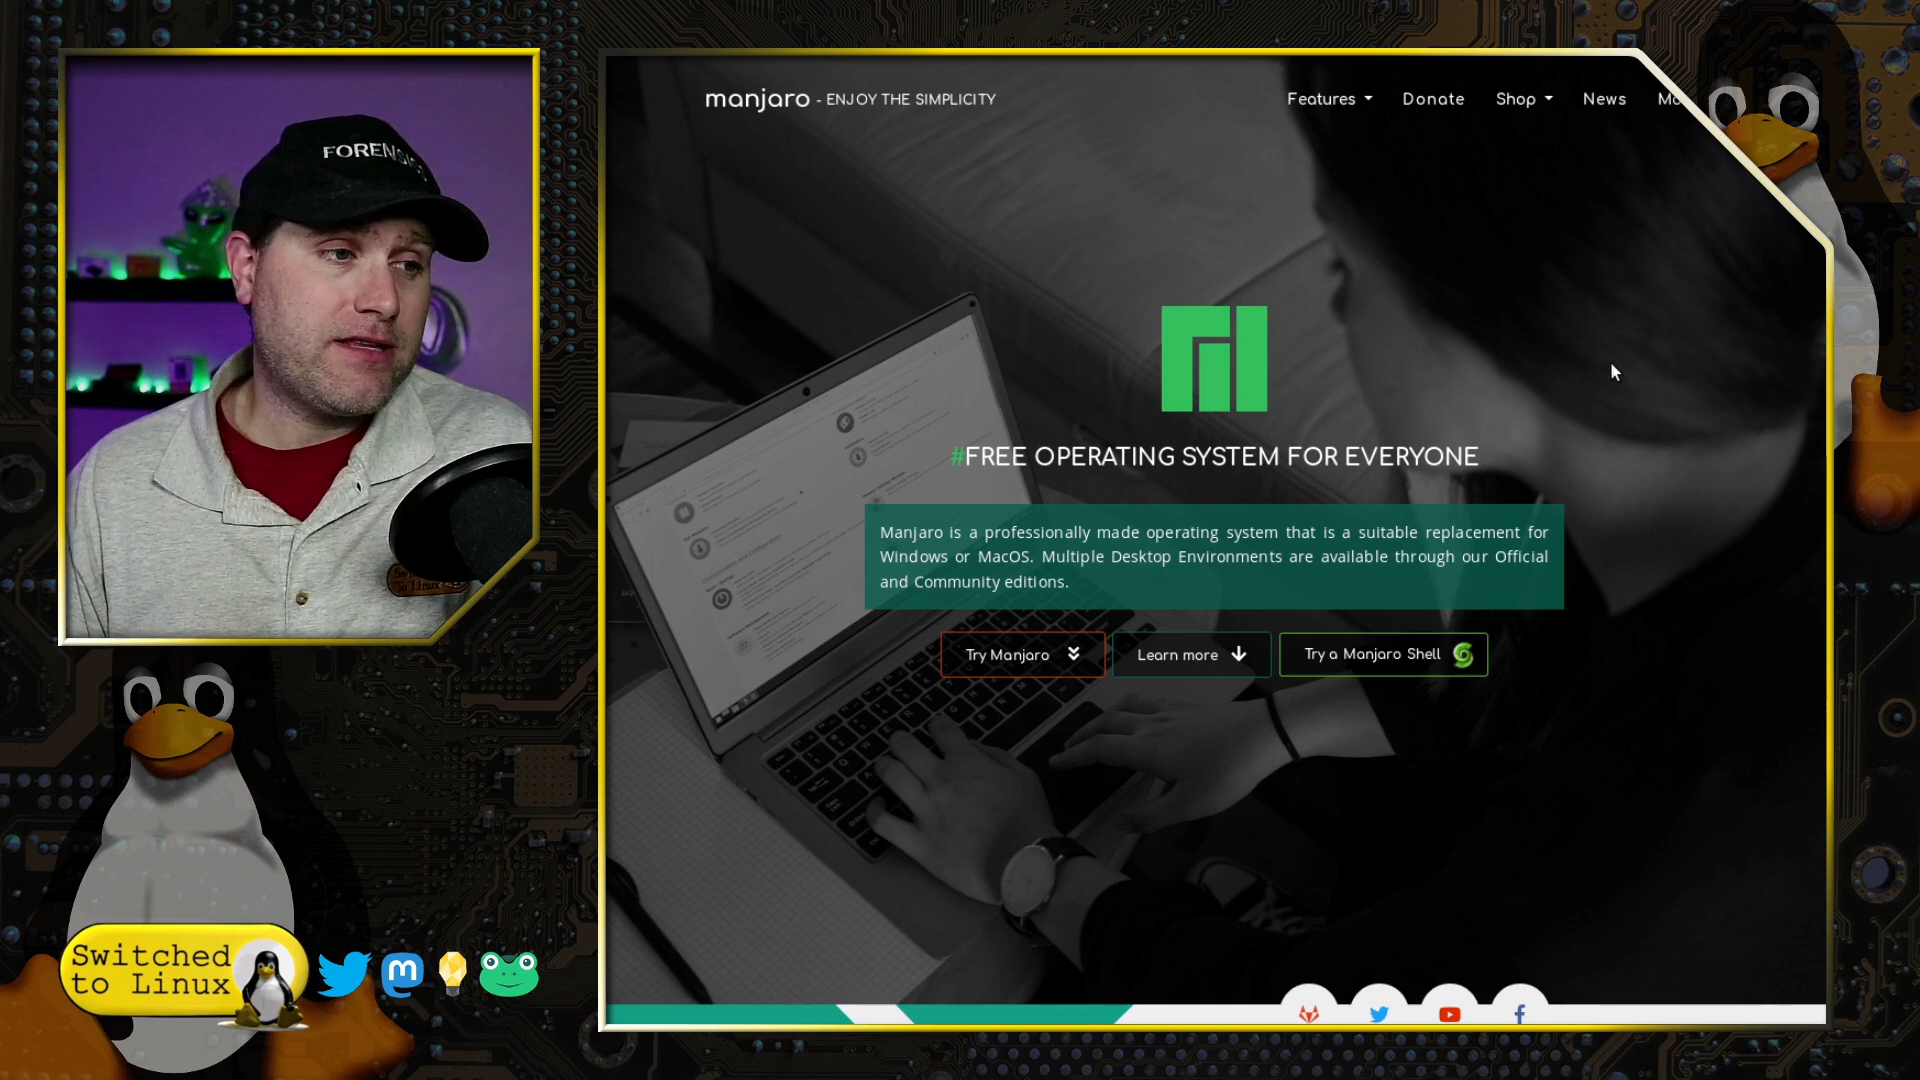 FORENSIC
manjaro - ENJOY THE SIMPLICITY
Features Donate Shop News
#FREE OPERATING SYSTEM FOR EVERYONE
Manjaro is a professionally made operating system that is a suitable replacement for
Windows or MacOS. Multiple Desktop Environments are available through our Official
and Community editions.
Try Manjaro
Learn more
Try a Manjaro Shell
Switched
to Linux